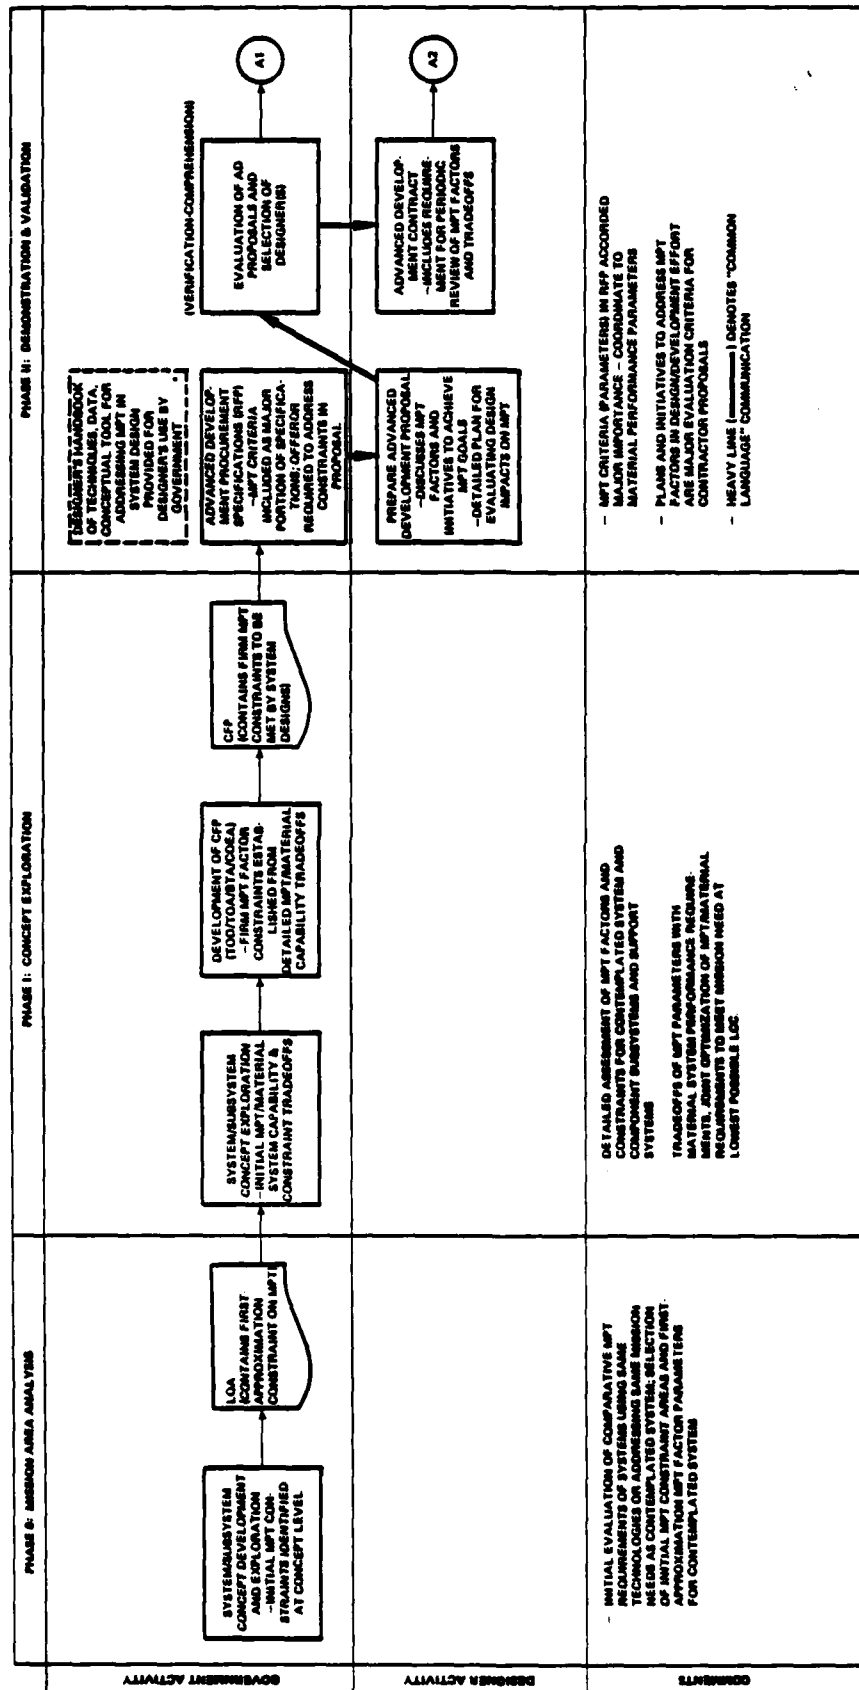 PHASE 0: MISSION AREA ANALYSIS
PHASE I: CONCEPT EXPLORATION
PHASE II: DEMONSTRATION & VALIDATION
GOVERNMENT ACTIVITY
SYSTEM/SUBSYSTEM
CONCEPT DEVELOPMENT
AND EXPLORATION
-INITIAL MPT CON-
STRAINTS IDENTIFIED
AT CONCEPT LEVEL
LOA
(CONTAINS FIRST-
APPROXIMATION
CONSTRAINT ON MPT)
SYSTEM/SUBSYSTEM
CONCEPT EXPLORATION
-INITIAL MPT/MATERIAL
SYSTEM CAPABILITY &
CONSTRAINT TRADEOFFS
DEVELOPMENT OF CFP
(TOD/TOA/BTA/COEA)
-FIRM MPT FACTOR
CONSTRAINTS ESTAB-
LISHED FROM
DETAILED MPT/MATERIAL
CAPABILITY TRADEOFFS
CFP
(CONTAINS FIRM MPT
CONSTRAINTS TO BE
MET BY SYSTEM
DESIGNS)
DESIGNER'S HANDBOOK
OF TECHNIQUES, DATA,
CONCEPTUAL TOOL FOR
ADDRESSING MPT IN
SYSTEM DESIGN
PROVIDED FOR
DESIGNER'S USE BY
GOVERNMENT
ADVANCED DEVELOP-
MENT PROCUREMENT
SPECIFICATIONS (RFP)
-MPT CRITERIA
INCLUDED AS MAJOR
PORTION OF SPECIFICA-
TIONS; OFFEROR
REQUIRED TO ADDRESS
CONSTRAINTS IN
PROPOSAL
(VERIFICATION-COMPREHENSION)
EVALUATION OF AD
PROPOSALS AND
SELECTION OF
DESIGNER(S)
A1
DESIGNER ACTIVITY
PREPARE ADVANCED
DEVELOPMENT PROPOSAL
-DISCUSSES MPT
FACTORS AND
INITIATIVES TO ACHIEVE
MPT GOALS
-DETAILED PLAN FOR
EVALUATING DESIGN
IMPACTS ON MPT
ADVANCED DEVELOP-
MENT CONTRACT
-INCLUDES REQUIRE-
MENT FOR PERIODIC
REVIEW OF MPT FACTORS
AND TRADEOFFS
A2
COMMENTS
- INITIAL EVALUATION OF COMPARATIVE MPT
REQUIREMENTS OF SYSTEMS USING SAME
TECHNOLOGIES OR ADDRESSING SAME MISSION
NEEDS AS CONTEMPLATED SYSTEM; SELECTION
OF INITIAL MPT CONSTRAINT AREAS AND FIRST-
APPROXIMATION MPT FACTOR PARAMETERS
FOR CONTEMPLATED SYSTEM
DETAILED ASSESSMENT OF MPT FACTORS AND
CONSTRAINTS FOR CONTEMPLATED SYSTEM AND
COMPONENT SUBSYSTEMS AND SUPPORT
SYSTEMS
TRADEOFFS OF MPT PARAMETERS WITH
MATERIAL SYSTEM PERFORMANCE REQUIRE-
MENTS, JOINT OPTIMIZATION OF MPT/MATERIAL
REQUIREMENTS TO MEET MISSION NEED AT
LOWEST POSSIBLE LCC
- MPT CRITERIA (PARAMETERS) IN RFP ACCORDED
MAJOR IMPORTANCE - COORDINATE TO
MATERIAL PERFORMANCE PARAMETERS
- PLANS AND INITIATIVES TO ADDRESS MPT
FACTORS IN DESIGN/DEVELOPMENT EFFORT
ARE MAJOR EVALUATION CRITERIA FOR
CONTRACTOR PROPOSALS
- HEAVY LINE (———) DENOTES "COMMON
LANGUAGE" COMMUNICATION